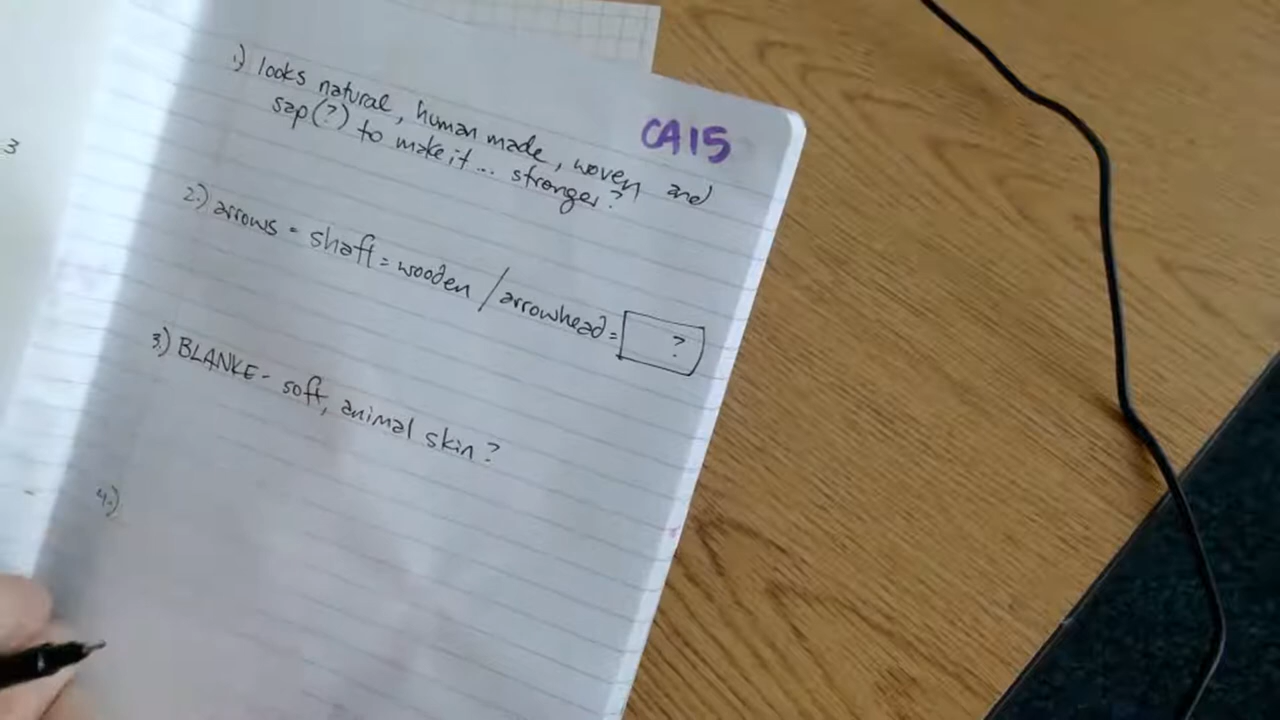 3
CA15
1.) looks natural, human made, woven and
sap(?) to make it... stronger?
2.) arrows = shaft = wooden / arrowhead = ?
3.) BLANKE - soft, animal skin?
4.)